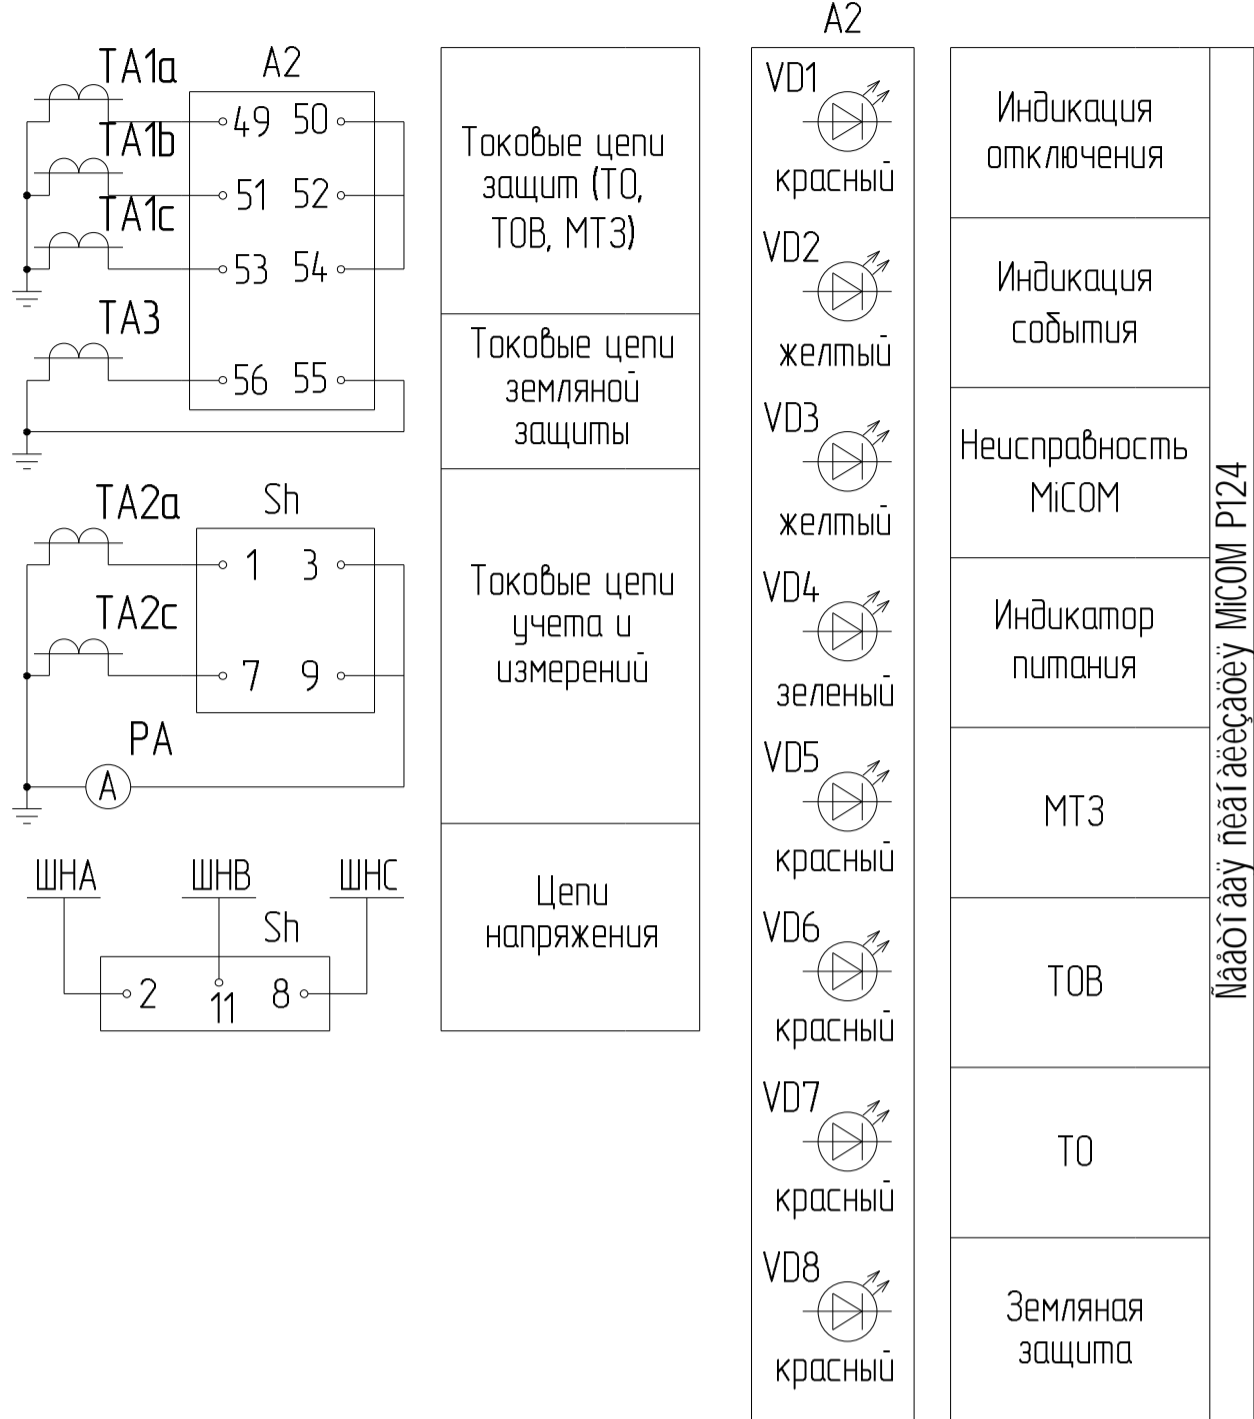 TA1a
A2
49 50
TA1b
51 52
TA1c
53 54
TA3
56 55
TA2a
Sh
1 3
TA2c
7 9
PA
A
ШНА
ШНВ
ШНС
Sh
2
11
8
Токовые цепи
защит (ТО,
ТОВ, МТЗ)
Токовые цепи
земляной
защиты
Токовые цепи
учета и
измерений
Цепи
напряжения
A2
VD1
красный
VD2
желтый
VD3
желтый
VD4
зеленый
VD5
красный
VD6
красный
VD7
красный
VD8
красный
Индикация
отключения
Индикация
события
Неисправность
MiCOM
Индикатор
питания
МТЗ
ТОВ
ТО
Земляная
защита
MiCOM P124